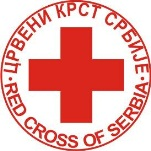 ЦРВЕНИ КРСТ СРБИЈЕ
RED CROSS OF SERBIA